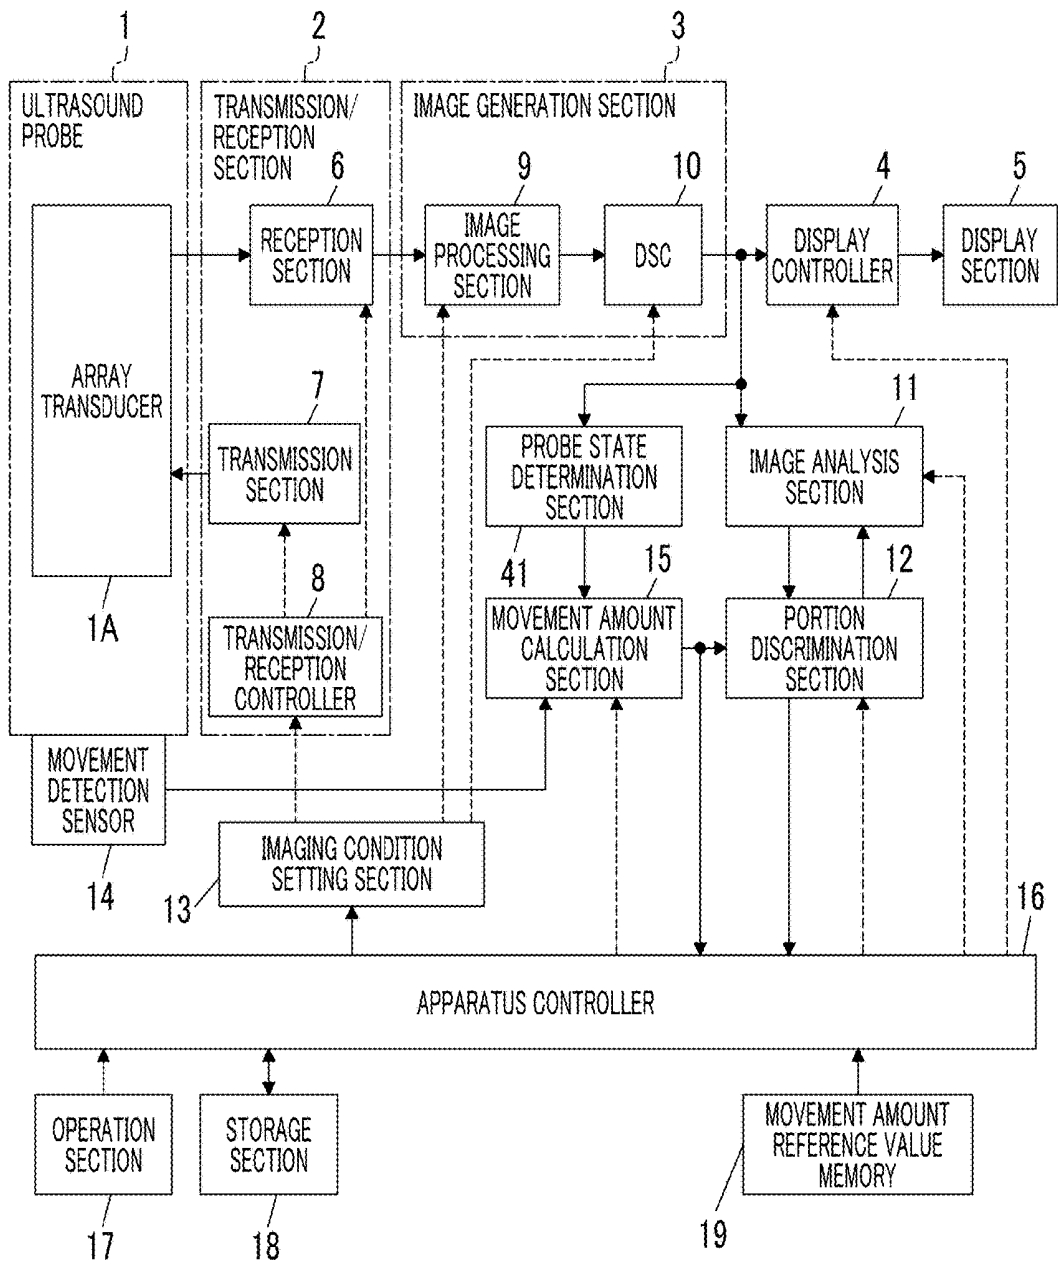 1
2
3
ULTRASOUND
PROBE
TRANSMISSION/
RECEPTION
SECTION
IMAGE GENERATION SECTION
6
9
10
4
5
RECEPTION
SECTION
IMAGE
PROCESSING
SECTION
DSC
DISPLAY
CONTROLLER
DISPLAY
SECTION
ARRAY
TRANSDUCER
7
11
TRANSMISSION
SECTION
PROBE STATE
DETERMINATION
SECTION
IMAGE ANALYSIS
SECTION
1A
8
41
15
12
TRANSMISSION/
RECEPTION
CONTROLLER
MOVEMENT AMOUNT
CALCULATION
SECTION
PORTION
DISCRIMINATION
SECTION
MOVEMENT
DETECTION
SENSOR
14
IMAGING CONDITION
SETTING SECTION
13
16
APPARATUS CONTROLLER
OPERATION
SECTION
STORAGE
SECTION
MOVEMENT AMOUNT
REFERENCE VALUE
MEMORY
17
18
19